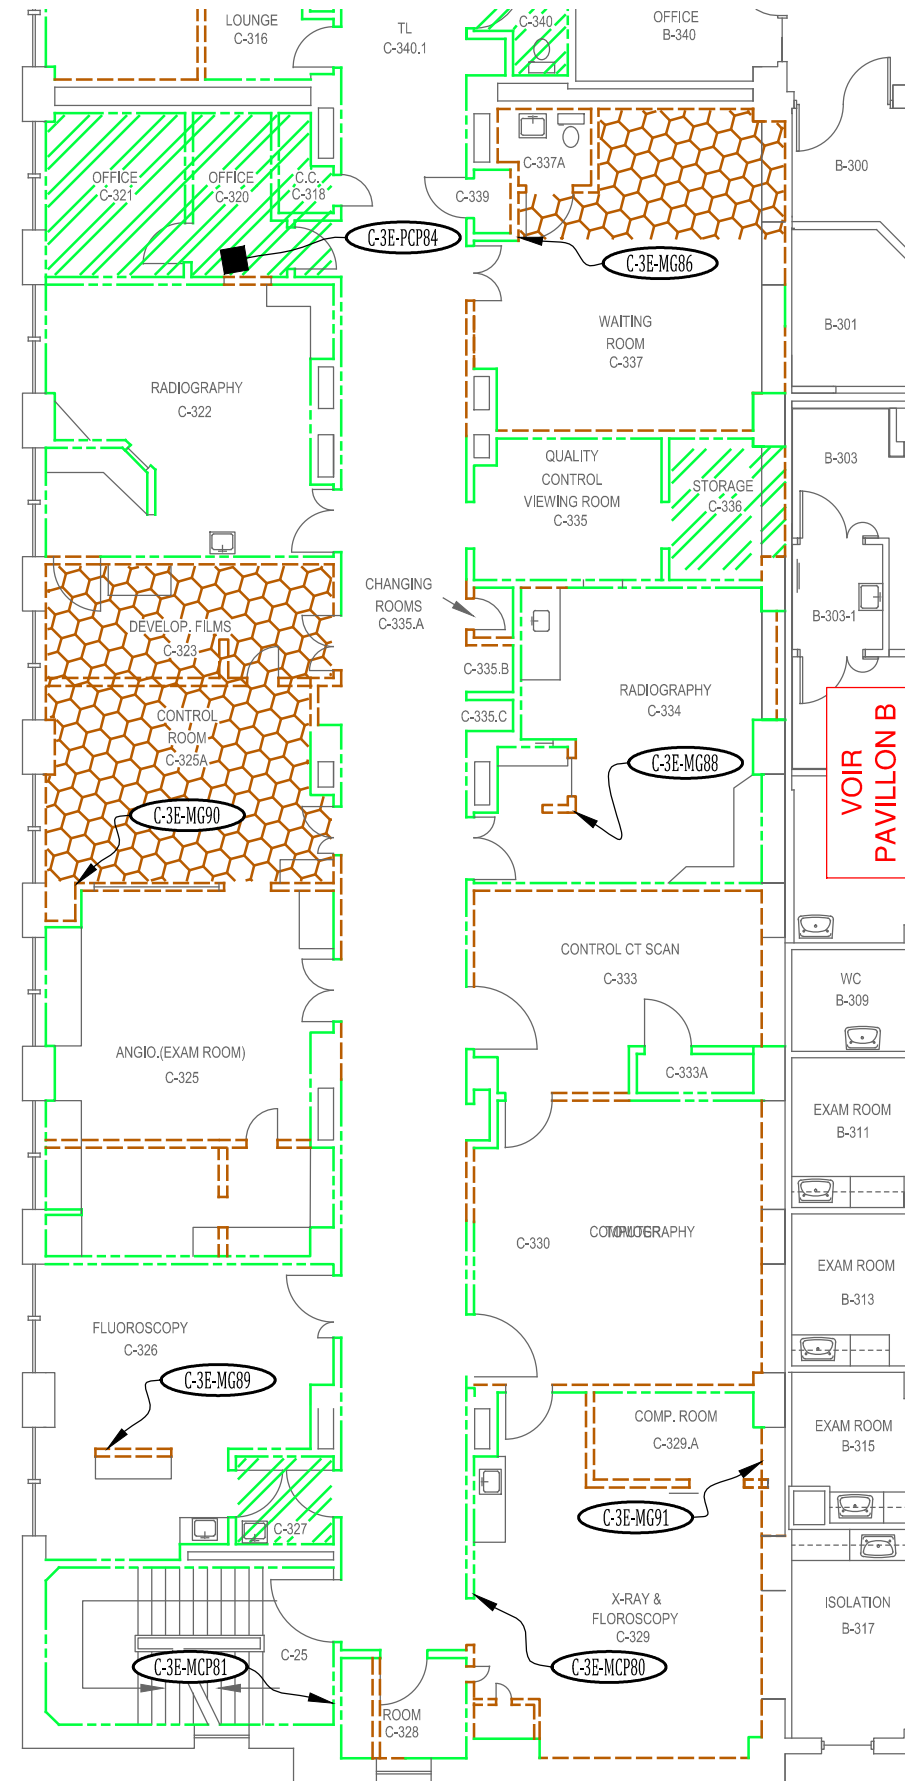 LOUNGE
C-316
TL
C-340.1
C-340
OFFICE
B-340
OFFICE
C-321
OFFICE
C-320
C.C.
C-318
C-337A
C-339
B-300
C-3E-PCP84
C-3E-MG86
WAITING
ROOM
C-337
B-301
RADIOGRAPHY
C-322
QUALITY
CONTROL
VIEWING ROOM
C-335
STORAGE
C-336
B-303
CHANGING
ROOMS
C-335.A
DEVELOP. FILMS
C-323
B-303-1
C-335.B
RADIOGRAPHY
C-334
CONTROL
ROOM
C-325A
C-335.C
VOIR
PAVILLON B
C-3E-MG88
C-3E-MG90
CONTROL CT SCAN
C-333
WC
B-309
ANGIO.(EXAM ROOM)
C-325
C-333A
EXAM ROOM
B-311
C-330
COMPUTER
TMOGRAPHY
EXAM ROOM
B-313
FLUOROSCOPY
C-326
C-3E-MG89
COMP. ROOM
C-329.A
EXAM ROOM
B-315
C-3E-MG91
C-327
X-RAY &
FLOROSCOPY
C-329
ISOLATION
B-317
C-25
C-3E-MCP81
C-3E-MCP80
ROOM
C-328